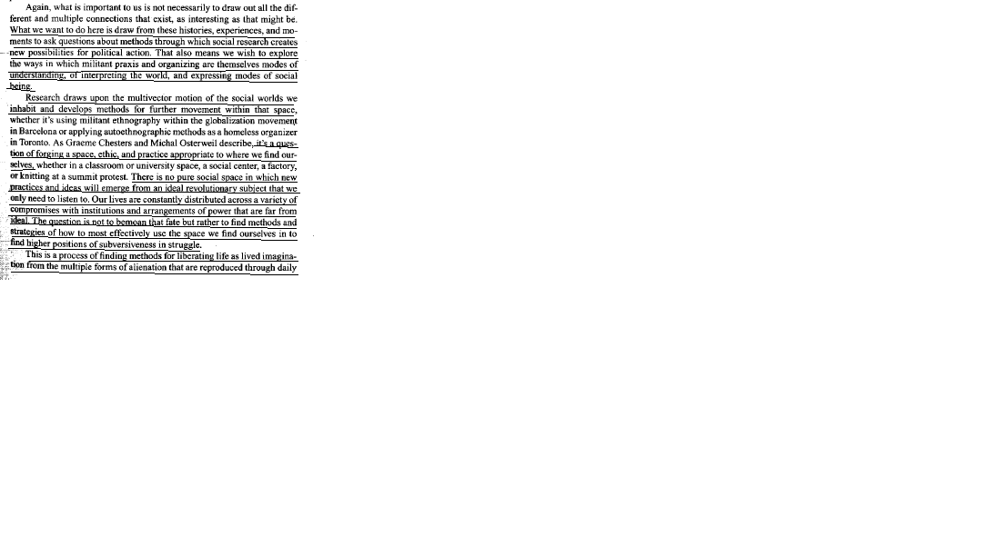 Again, what is important to us is not necessarily to draw out all the dif-
ferent and multiple connections that exist, as interesting as that might be.
What we want to do here is draw from these histories, experiences, and mo-
ments to ask questions about methods through which social research creates
new possibilities for political action. That also means we wish to explore
the ways in which militant praxis and organizing are themselves modes of
understanding, of interpreting the world, and expressing modes of social
being.
Research draws upon the multivector motion of the social worlds we
inhabit and develops methods for further movement within that space,
whether it's using militant ethnography within the globalization movement
in Barcelona or applying autoethnographic methods as a homeless organizer
in Toronto. As Graeme Chesters and Michal Osterweil describe, it's a ques-
tion of forging a space, ethic, and practice appropriate to where we find our-
selves, whether in a classroom or university space, a social center, a factory,
or knitting at a summit protest. There is no pure social space in which new
practices and ideas will emerge from an ideal revolutionary subject that we
only need to listen to. Our lives are constantly distributed across a variety of
compromises with institutions and arrangements of power that are far from
ideal. The question is not to bemoan that fate but rather to find methods and
strategies of how to most effectively use the space we find ourselves in to
find higher positions of subversiveness in struggle.
This is a process of finding methods for liberating life as lived imagina-
tion from the multiple forms of alienation that are reproduced through daily